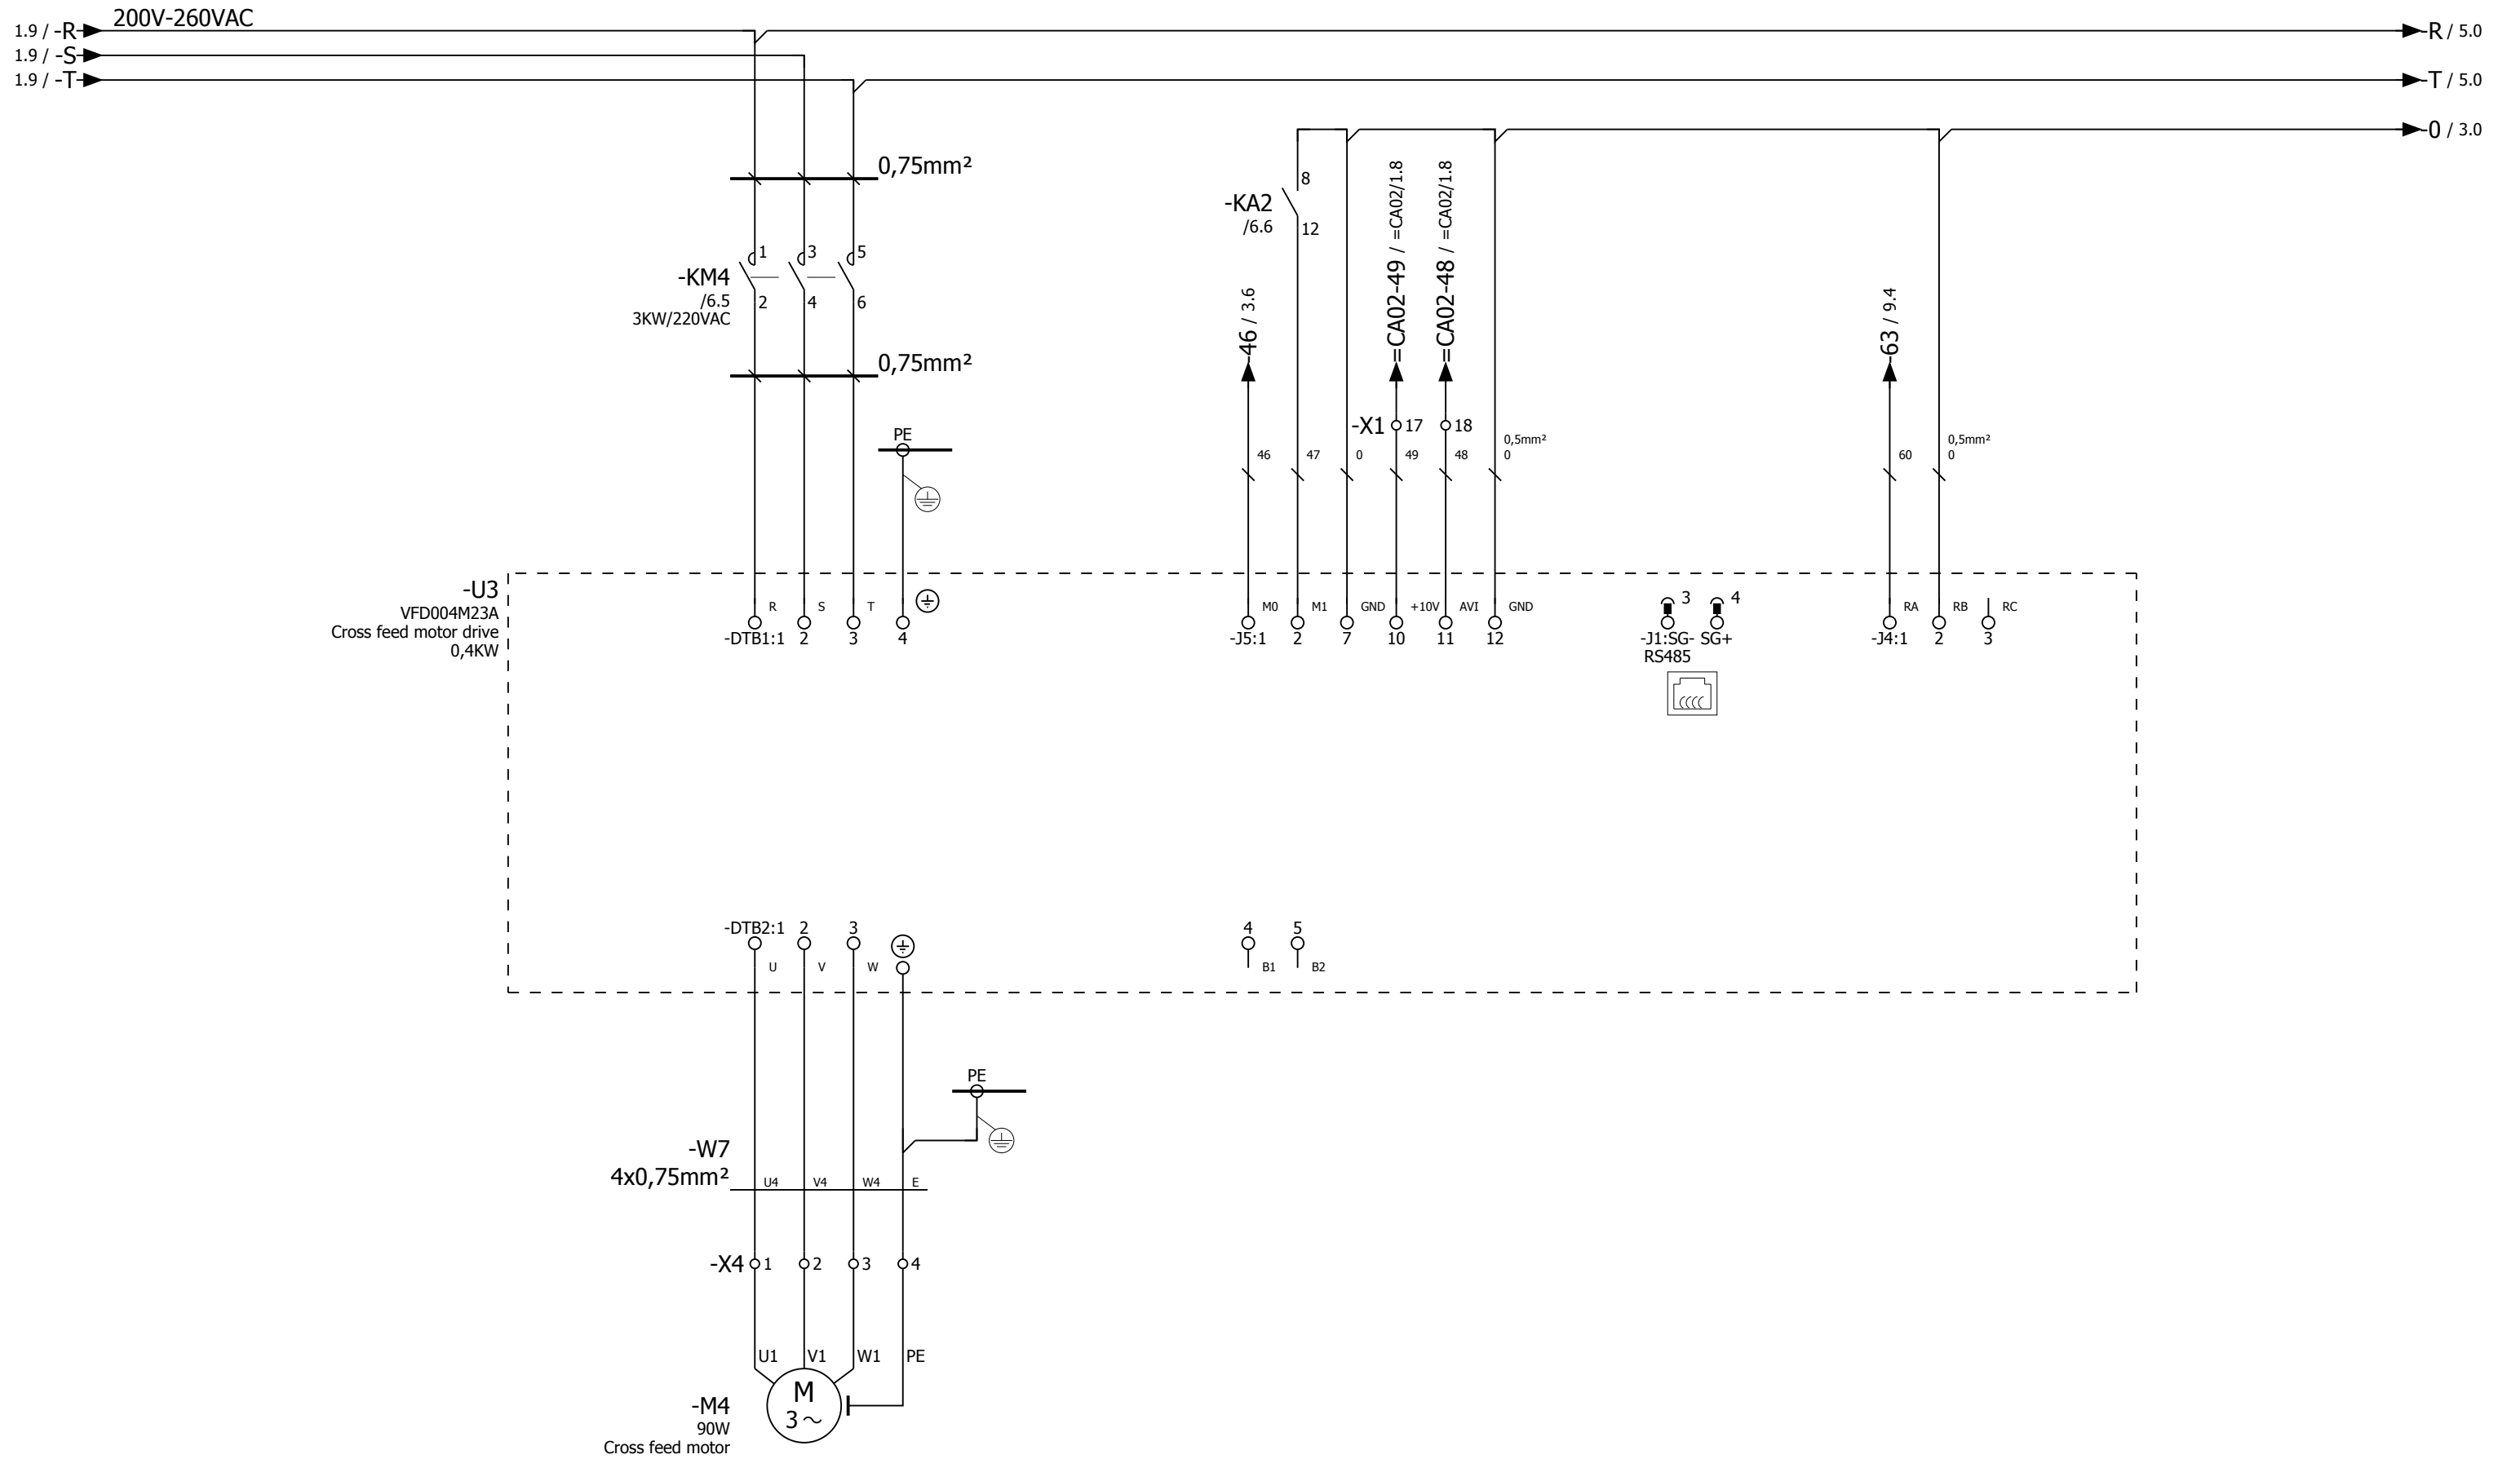 200V-260VAC
1.9 / -R
-R / 5.0
1.9 / -S
1.9 / -T
-T / 5.0
-0 / 3.0
0,75mm²
-KM4
/6.5
3KW/220VAC
1 3 5
2 4 6
0,75mm²
PE
-KA2
/6.6
8
12
-46 / 3.6
=CA02-49 / =CA02/1.8
=CA02-48 / =CA02/1.8
-63 / 9.4
-X1 17 18
46 47 0 49 48
0,5mm²
0
60
0,5mm²
0
-U3
VFD004M23A
Cross feed motor drive
0,4KW
R S T
-DTB1:1 2 3 4
M0 M1 GND +10V AVI GND
-J5:1 2 7 10 11 12
3 4
-J1:SG- SG+
RS485
RA RB RC
-J4:1 2 3
-DTB2:1 2 3
U V W
4 5
B1 B2
PE
-W7
4x0,75mm²
U4 V4 W4 E
-X4 1 2 3 4
U1 V1 W1 PE
-M4
90W
Cross feed motor
M
3~